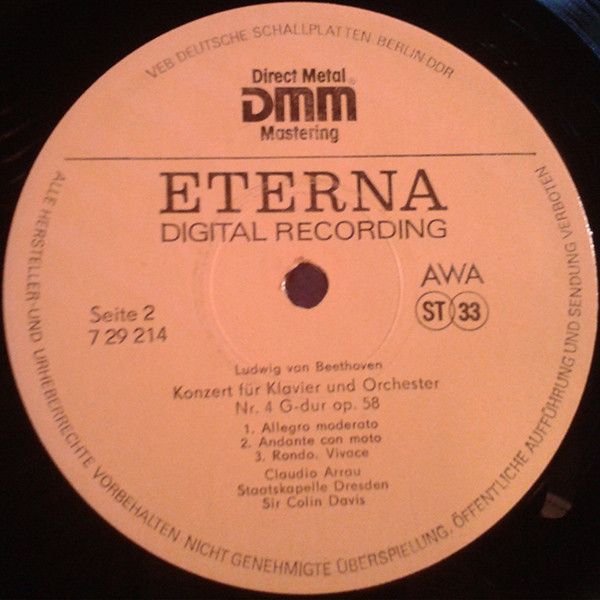 VEB DEUTSCHE SCHALLPLATTEN BERLIN DDR
Direct Metal
DMM®
Mastering
ETERNA
DIGITAL RECORDING
AWA
ST 33
Seite 2
7 29 214
Ludwig van Beethoven
Konzert für Klavier und Orchester
Nr. 4 G-dur op. 58
1. Allegro moderato
2. Andante con moto
3. Rondo. Vivace
Claudio Arrau
Staatskapelle Dresden
Sir Colin Davis
ALLE HERSTELLER- UND URHEBERRECHTE VORBEHALTEN NICHT GENEHMIGTE ÜBERSPIELUNG, ÖFFENTLICHE AUFFÜHRUNG UND SENDUNG VERBOTEN